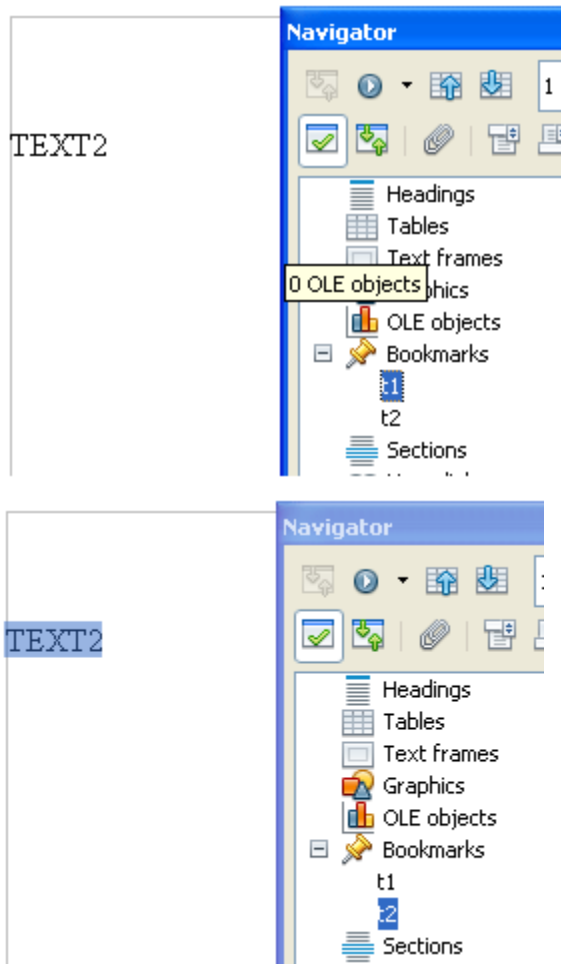 Navigator
1
TEXT2
Headings
Tables
Text frames
0 OLE objects
phics
OLE objects
Bookmarks
t1
t2
Sections
Navigator
TEXT2
Headings
Tables
Text frames
Graphics
OLE objects
Bookmarks
t1
t2
Sections